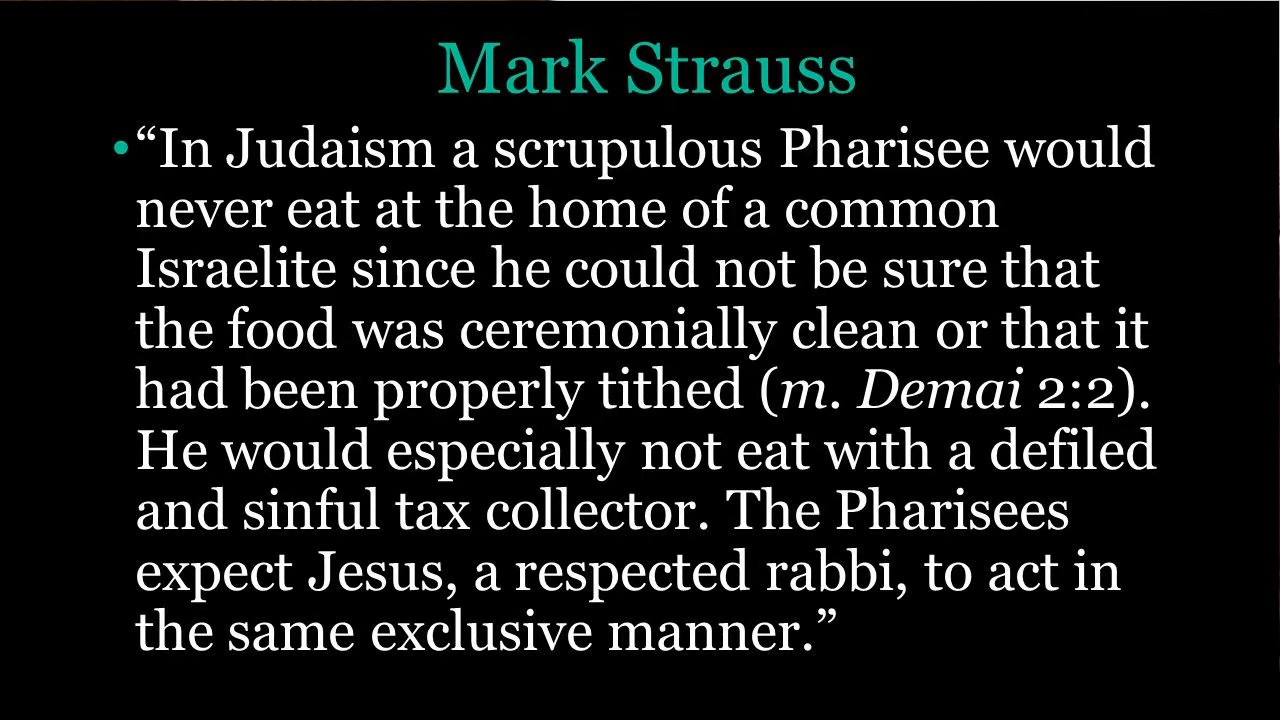 Mark Strauss
• “In Judaism a scrupulous Pharisee would
never eat at the home of a common
Israelite since he could not be sure that
the food was ceremonially clean or that it
had been properly tithed (m. Demai 2:2).
He would especially not eat with a defiled
and sinful tax collector. The Pharisees
expect Jesus, a respected rabbi, to act in
the same exclusive manner.”